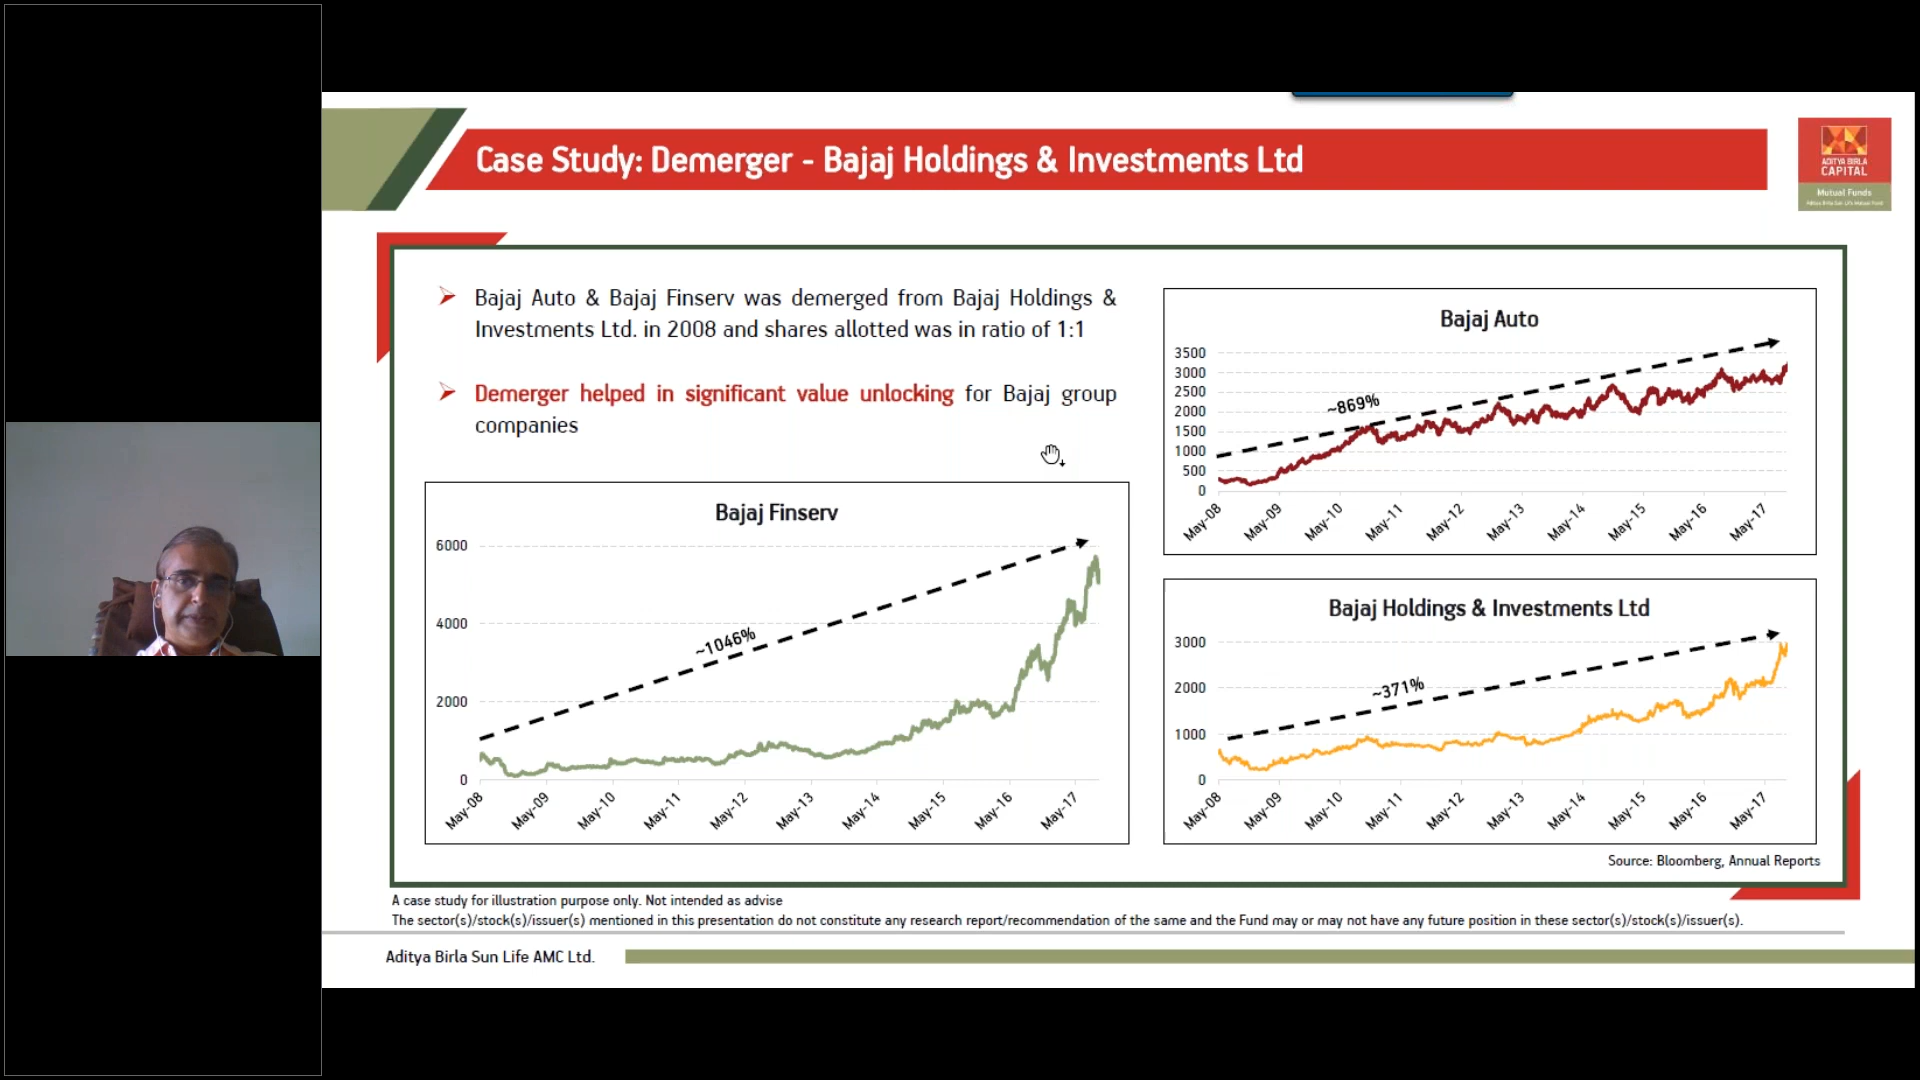 Case Study: Demerger - Bajaj Holdings & Investments Ltd
ADITYA BIRLA
CAPITAL
Mutual Funds
Aditya Birla Sun Life Mutual Fund
Bajaj Auto & Bajaj Finserv was demerged from Bajaj Holdings &
Investments Ltd. in 2008 and shares allotted was in ratio of 1:1
Demerger helped in significant value unlocking for Bajaj group
companies
Bajaj Finserv
6000
4000
2000
0
~1046%
May-08 May-09 May-10 May-11 May-12 May-13 May-14 May-15 May-16 May-17
Bajaj Auto
3500
3000
2500
2000
1500
1000
500
0
~869%
May-08 May-09 May-10 May-11 May-12 May-13 May-14 May-15 May-16 May-17
Bajaj Holdings & Investments Ltd
3000
2000
1000
0
~371%
May-08 May-09 May-10 May-11 May-12 May-13 May-14 May-15 May-16 May-17
Source: Bloomberg, Annual Reports
A case study for illustration purpose only. Not intended as advise
The sector(s)/stock(s)/issuer(s) mentioned in this presentation do not constitute any research report/recommendation of the same and the Fund may or may not have any future position in these sector(s)/stock(s)/issuer(s).
Aditya Birla Sun Life AMC Ltd.